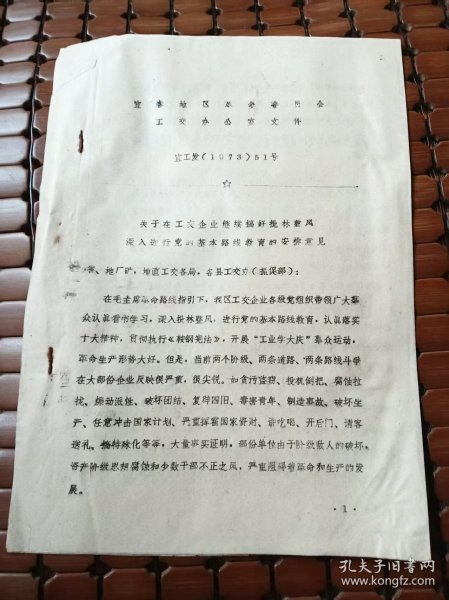 宜春地区革命委员会
工交办公室文件
宜工发（1973）51号
关于在工交企业继续搞好批林整风
深入进行党的基本路线教育的安排意见
省、地厂矿，地直工交各局，各县工交办（抓促部）：
在毛主席革命路线指引下，我区工交企业各级党组织带领广大群
众认真看书学习，深入批林整风，进行党的基本路线教育，认真落实
十大精神，贯彻执行《鞍钢宪法》，开展“工业学大庆”群众运动，
革命生产形势大好。但是，当前两个阶级、两条道路、两条路线斗争
在大部份企业反映很严重，很尖锐。如贪污盗窃、投机倒把、腐蚀拉
拢、煽动派性、破坏团结、复辟四旧、毒害青年、制造事故、破坏生
产、任意冲击国家计划、严重挥霍国家资财、讲吃喝、开后门、请客
送礼、搞特殊化等等。大量事实证明，部份单位由于阶级敌人的破坏、
资产阶级思想腐蚀和少数干部不正之风，严重阻碍着革命和生产的发
展。
·1·
孔夫子旧书网
www.kongfz.com